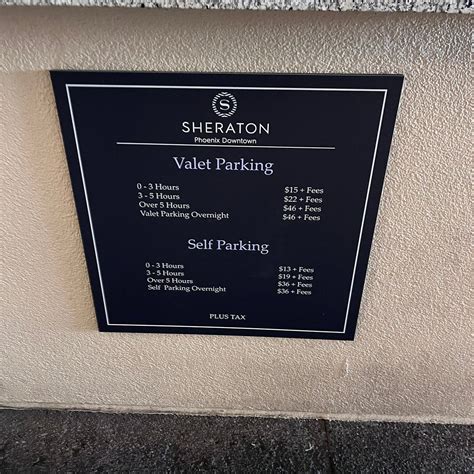 S
SHERATON
Phoenix Downtown
Valet Parking
0 - 3 Hours $15 + Fees
3 - 5 Hours $22 + Fees
Over 5 Hours $46 + Fees
Valet Parking Overnight $46 + Fees
Self Parking
0 - 3 Hours $13 + Fees
3 - 5 Hours $19 + Fees
Over 5 Hours $36 + Fees
Self Parking Overnight $36 + Fees
PLUS TAX